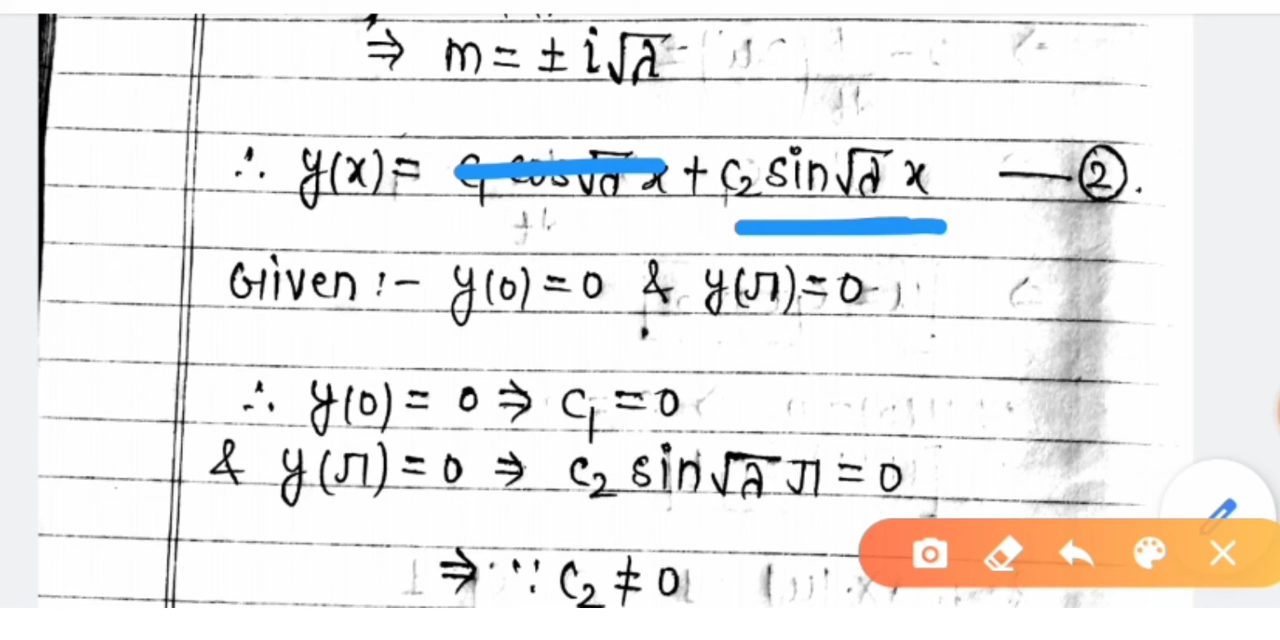 ⇒ m = ± i√λ
∴ y(x) = c₁ cos√λ x + c₂ sin√λ x — ②.
Given :- y(0) = 0 & y(π) = 0
∴ y(0) = 0 ⇒ c₁ = 0
& y(π) = 0 ⇒ c₂ sin√λ π = 0
⇒ ∵ c₂ ≠ 0